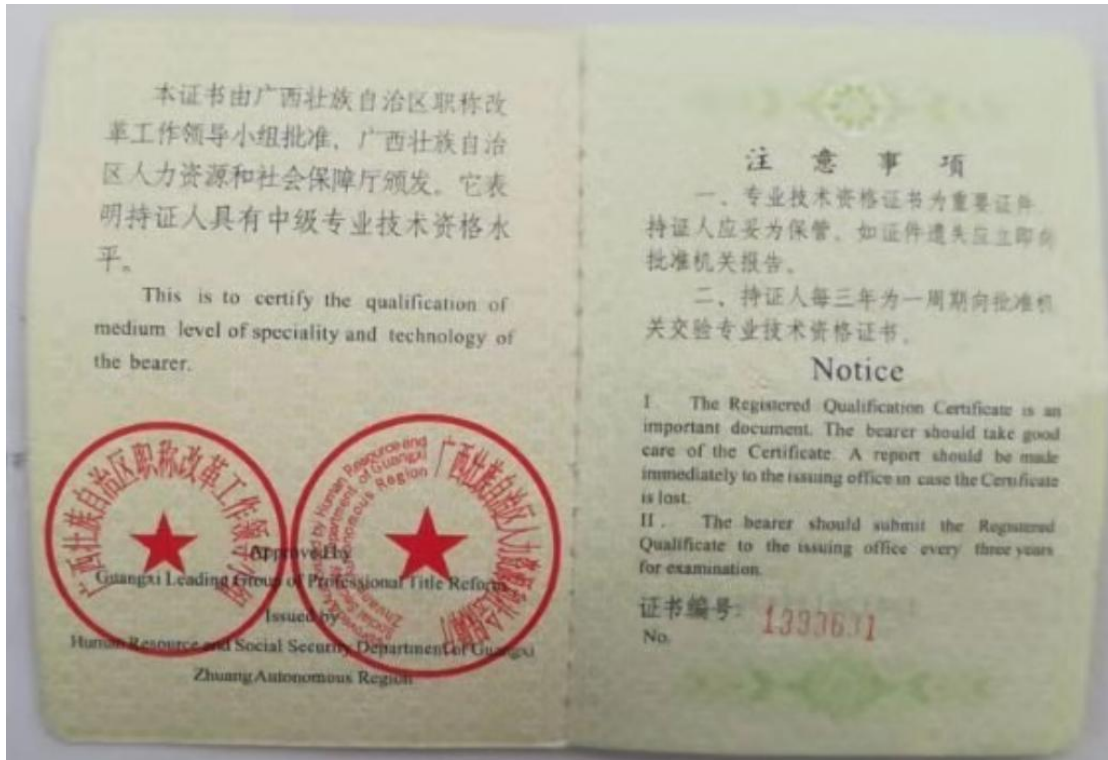 本证书由广西壮族自治区职称改
革工作领导小组批准，广西壮族自治
区人力资源和社会保障厅颁发。它表
明持证人具有中级专业技术资格水
平。
This is to certify the qualification of
medium level of speciality and technology of
the bearer.
广西壮族自治区职称改革工作领导小组
广西壮族自治区人力资源和社会保障厅
Approved by
Guangxi Leading Group of Professional Title Reform
Issued by
Human Resource and Social Security Department of Guangxi
Zhuang Autonomous Region
注意事项
一、专业技术资格证书为重要证件
持证人应妥为保管。如证件遗失应立即向
批准机关报告。
二、持证人每三年为一周期向批准机
关交验专业技术资格证书。
Notice
I The Registered Qualification Certificate is an
important document. The bearer should take good
care of the Certificate. A report should be made
immediately to the issuing office in case the Certificate
is lost.
II. The bearer should submit the Registered
Qualificate to the issuing office every three years
for examination.
证书编号:
No. 1393631